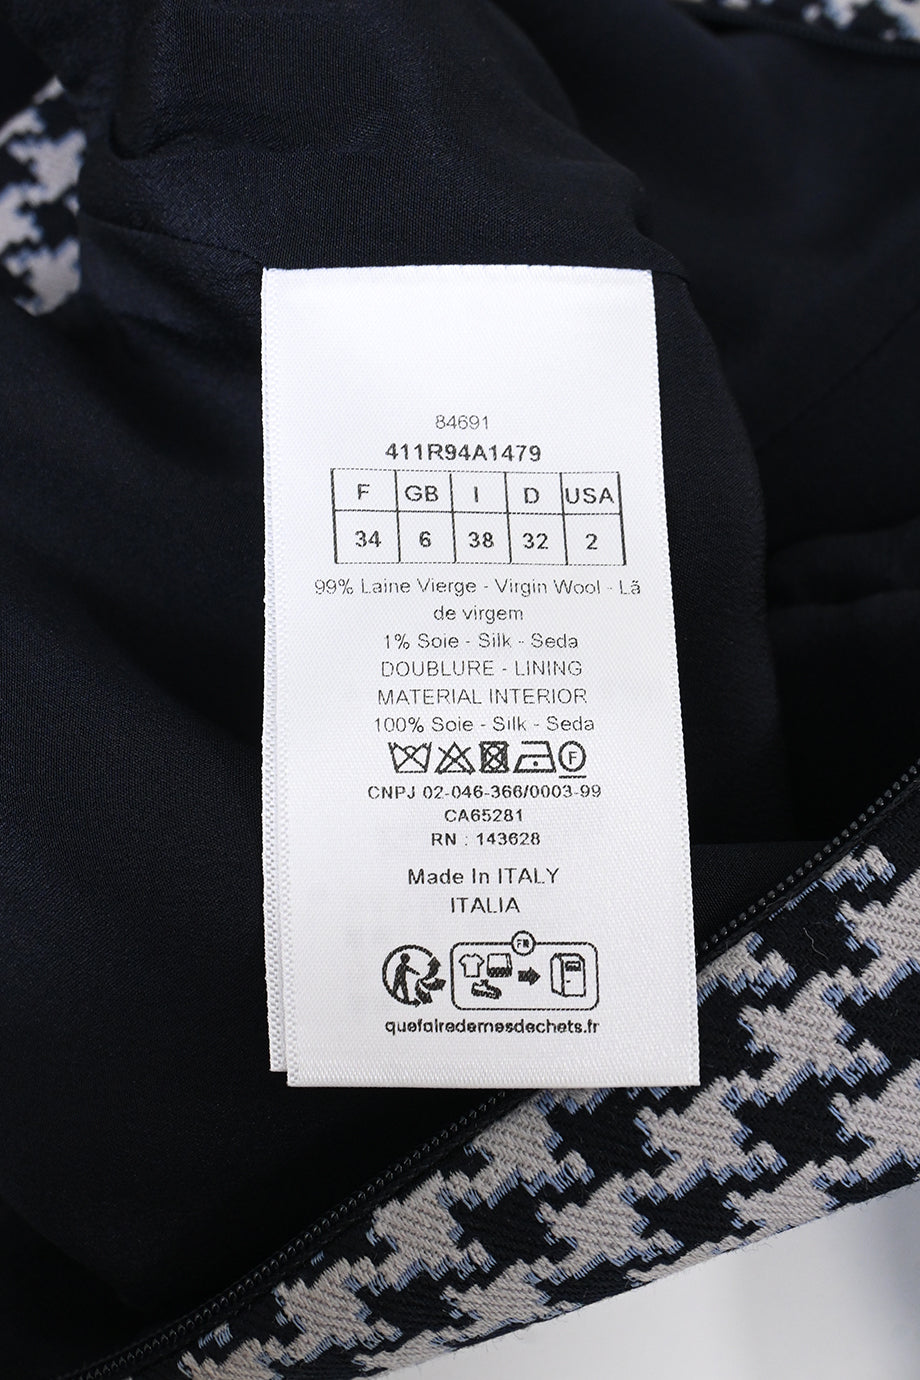 84691
411R94A1479
F GB I D USA
34 6 38 32 2
99% Laine Vierge - Virgin Wool - Lã
de virgem
1% Soie - Silk - Seda
DOUBLURE - LINING
MATERIAL INTERIOR
100% Soie - Silk - Seda
F
CNPJ 02-046-366/0003-99
CA65281
RN : 143628
Made In ITALY
ITALIA
FR
quefairedemesdechets.fr